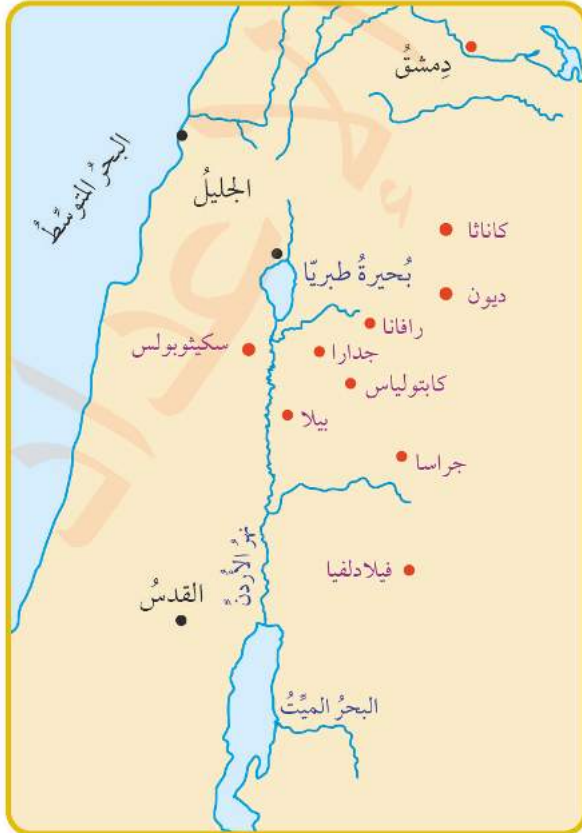 دِمشقُ
البحرُ المتوسَّطُ
الجليلُ
كاناثا
بُحيرةُ طبريّا
ديون
رافانا
سكيثوبولس
جدارا
كابتولياس
بيلا
جراسا
نهرُ الأردنِّ
فيلادلفيا
القدسُ
البحرُ الميِّتُ